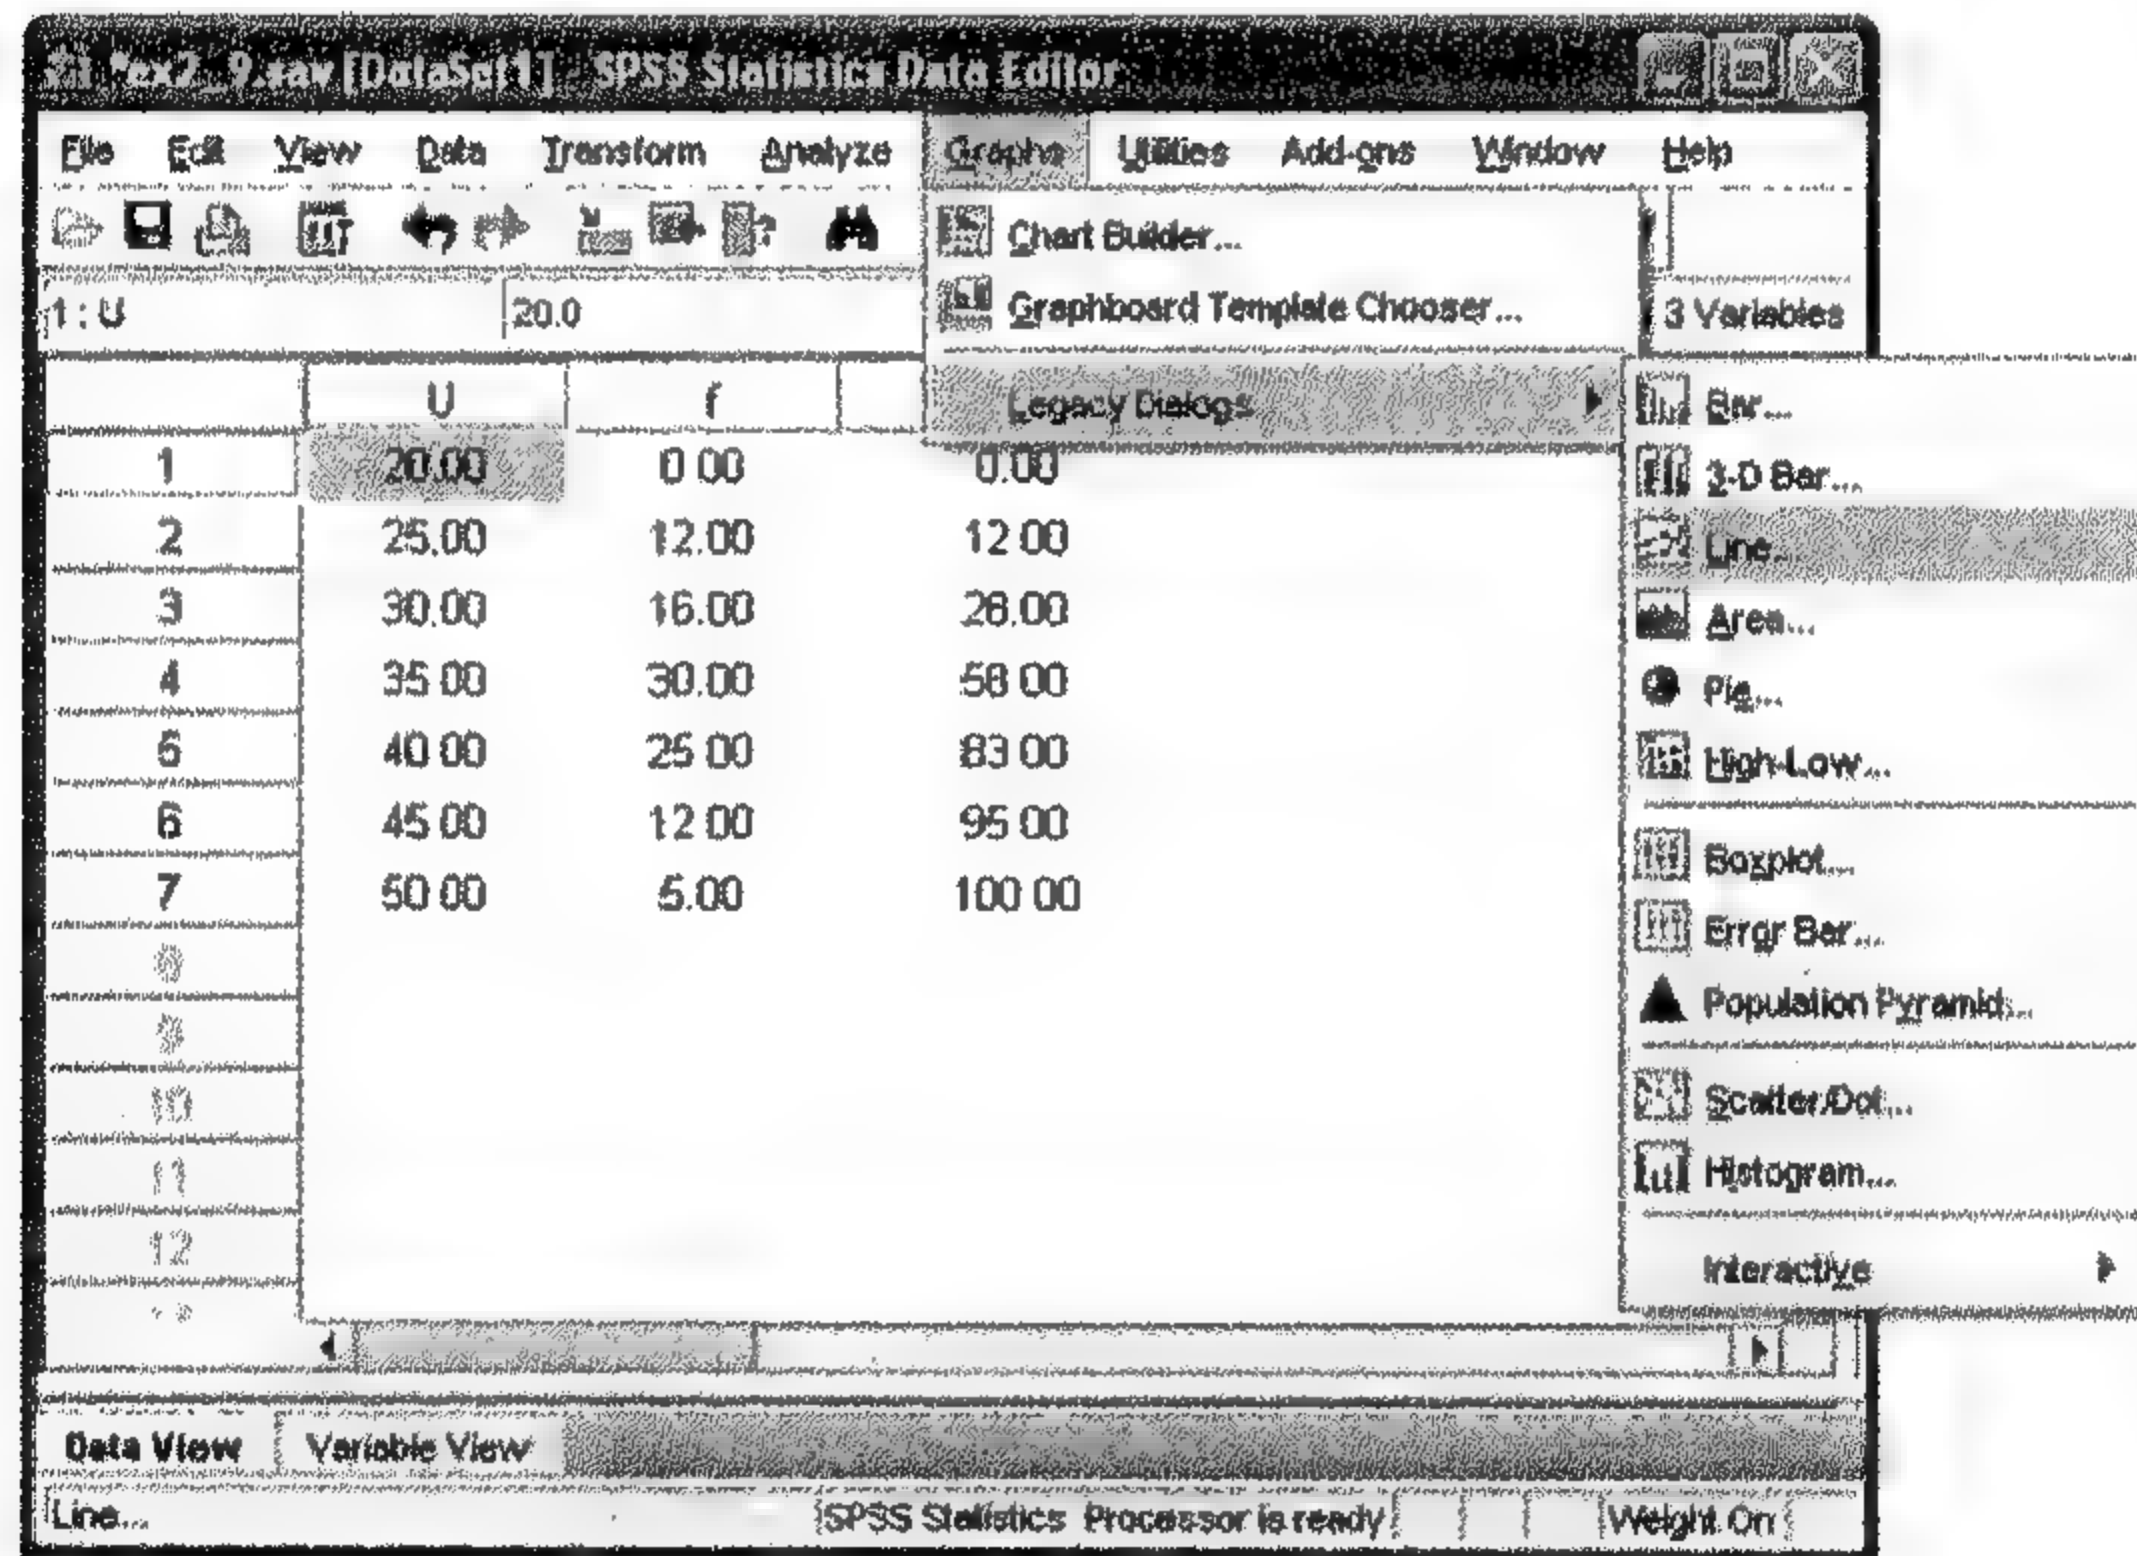 *ex2_9.sav [DataSet1] - SPSS Statistics Data Editor
File Edit View Data Transform Analyze Graphs Utilities Add-ons Window Help
Chart Builder...
Graphboard Template Chooser...
1 : U 20.0 3 Variables
U f Legacy Dialogs
1 20.00 0.00 0.00
2 25.00 12.00 12.00
3 30.00 16.00 28.00
4 35.00 30.00 58.00
5 40.00 25.00 83.00
6 45.00 12.00 95.00
7 50.00 5.00 100.00
8
9
10
11
12
Bar...
3-D Bar...
Line...
Area...
Pie...
High-Low...
Boxplot...
Error Bar...
Population Pyramid...
Scatter/Dot...
Histogram...
Interactive
Data View Variable View
Line... SPSS Statistics Processor is ready Weight On